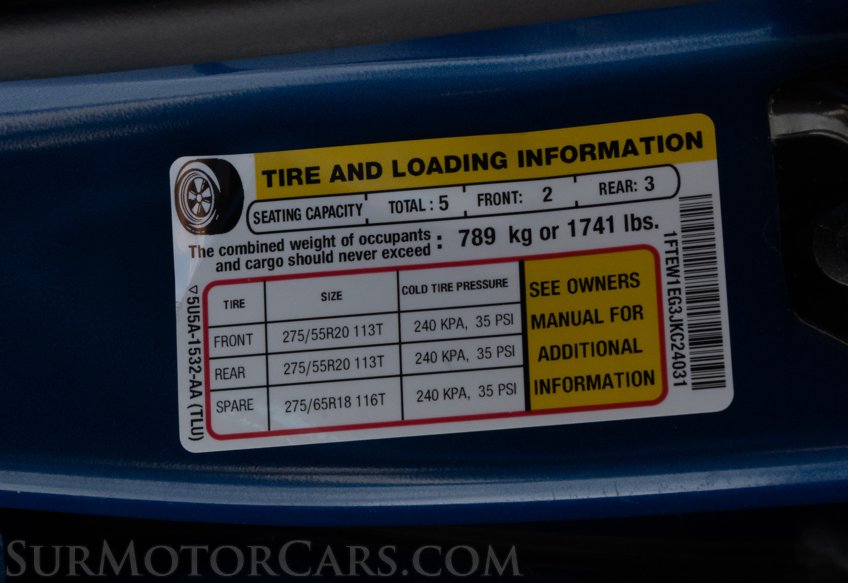 TIRE AND LOADING INFORMATION
SEATING CAPACITY TOTAL : 5 FRONT: 2 REAR: 3
The combined weight of occupants
and cargo should never exceed : 789 kg or 1741 lbs.
TIRE SIZE COLD TIRE PRESSURE
FRONT 275/55R20 113T 240 KPA, 35 PSI
REAR 275/55R20 113T 240 KPA, 35 PSI
SPARE 275/65R18 116T 240 KPA, 35 PSI
SEE OWNERS
MANUAL FOR
ADDITIONAL
INFORMATION
▽5U5A-1532-AA (TLU)
1FTEW1EG3JKC24031
SURMOTORCARS.COM